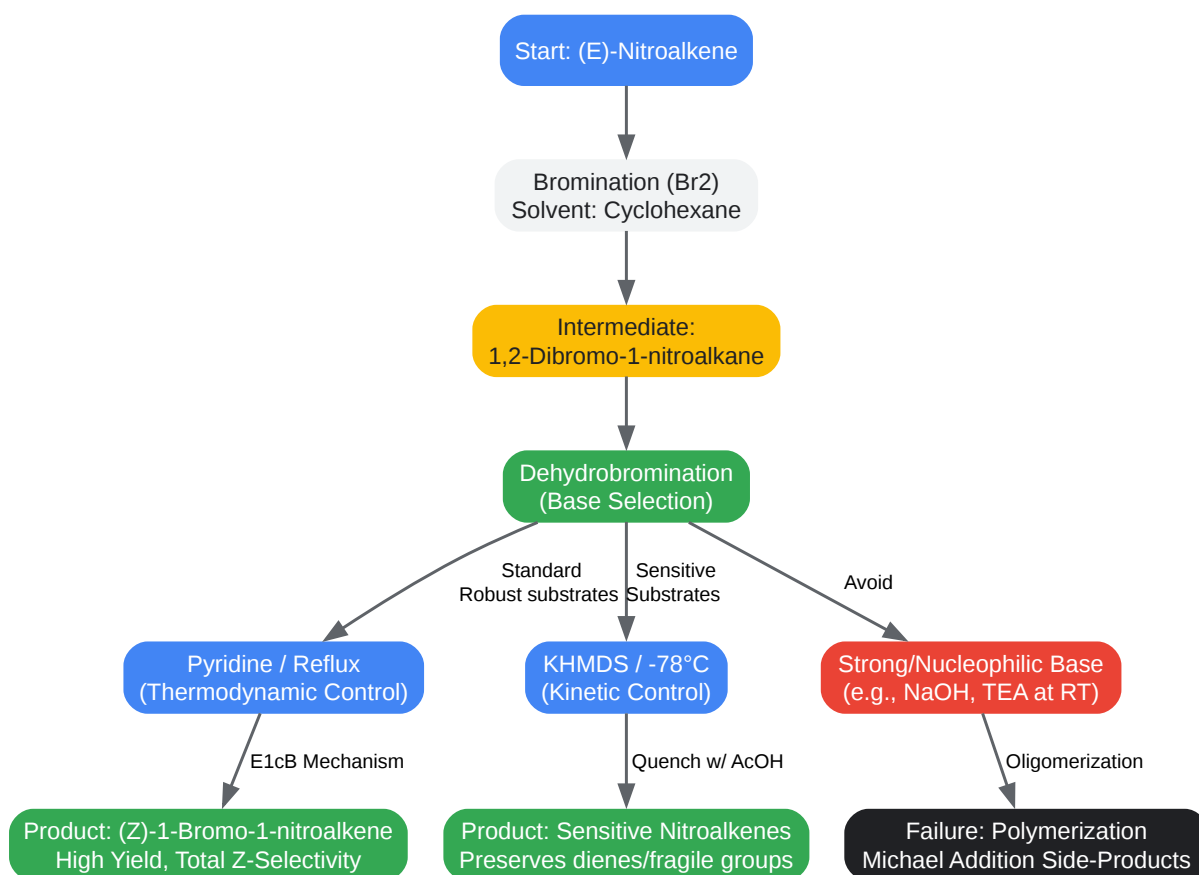 Start: (E)-Nitroalkene
Bromination (Br2)
Solvent: Cyclohexane
Intermediate:
1,2-Dibromo-1-nitroalkane
Dehydrobromination
(Base Selection)
Standard
Robust substrates
Sensitive
Substrates
Avoid
Pyridine / Reflux
(Thermodynamic Control)
KHMDS / -78°C
(Kinetic Control)
Strong/Nucleophilic Base
(e.g., NaOH, TEA at RT)
E1cB Mechanism
Quench w/ AcOH
Oligomerization
Product: (Z)-1-Bromo-1-nitroalkene
High Yield, Total Z-Selectivity
Product: Sensitive Nitroalkenes
Preserves dienes/fragile groups
Failure: Polymerization
Michael Addition Side-Products